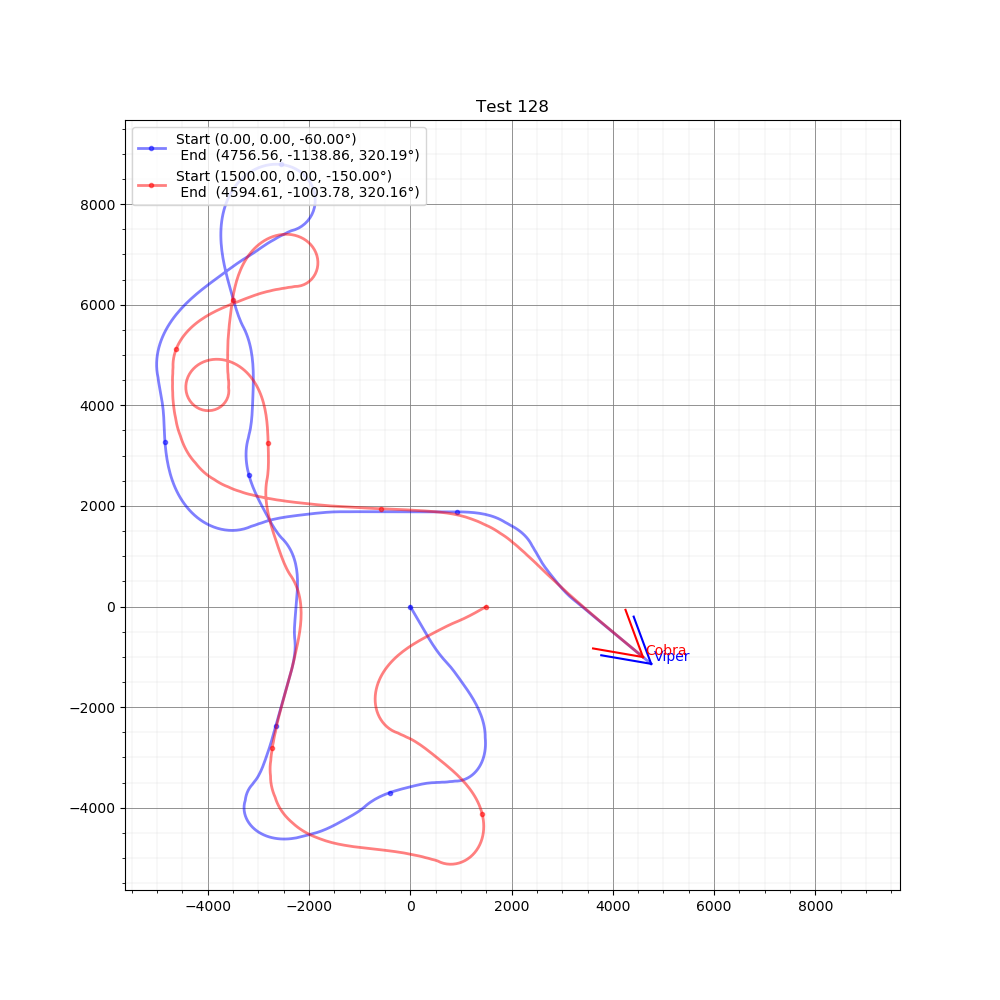 Test 128
Start (0.00, 0.00, -60.00°)
End (4756.56, -1138.86, 320.19°)
Start (1500.00, 0.00, -150.00°)
End (4594.61, -1003.78, 320.16°)
8000
6000
4000
2000
0
−2000
−4000
Cobra
Viper
−4000 −2000 0 2000 4000 6000 8000